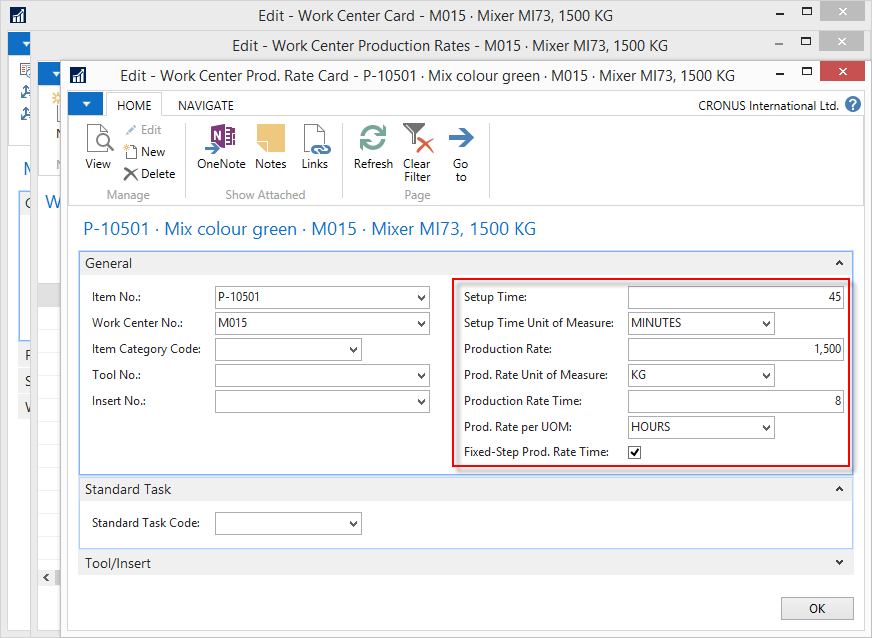 Edit - Work Center Card - M015 · Mixer MI73, 1500 KG
Edit - Work Center Production Rates - M015 · Mixer MI73, 1500 KG
Edit - Work Center Prod. Rate Card - P-10501 · Mix colour green · M015 · Mixer MI73, 1500 KG
HOME NAVIGATE CRONUS International Ltd.
View Edit New Delete
Manage
OneNote Notes Links
Show Attached
Refresh Clear Filter Go to
Page
P-10501 · Mix colour green · M015 · Mixer MI73, 1500 KG
General
Item No.: P-10501 Setup Time: 45
Work Center No.: M015 Setup Time Unit of Measure: MINUTES
Item Category Code: Production Rate: 1,500
Tool No.: Prod. Rate Unit of Measure: KG
Insert No.: Production Rate Time: 8
Prod. Rate per UOM: HOURS
Fixed-Step Prod. Rate Time:
Standard Task
Standard Task Code:
Tool/Insert
OK